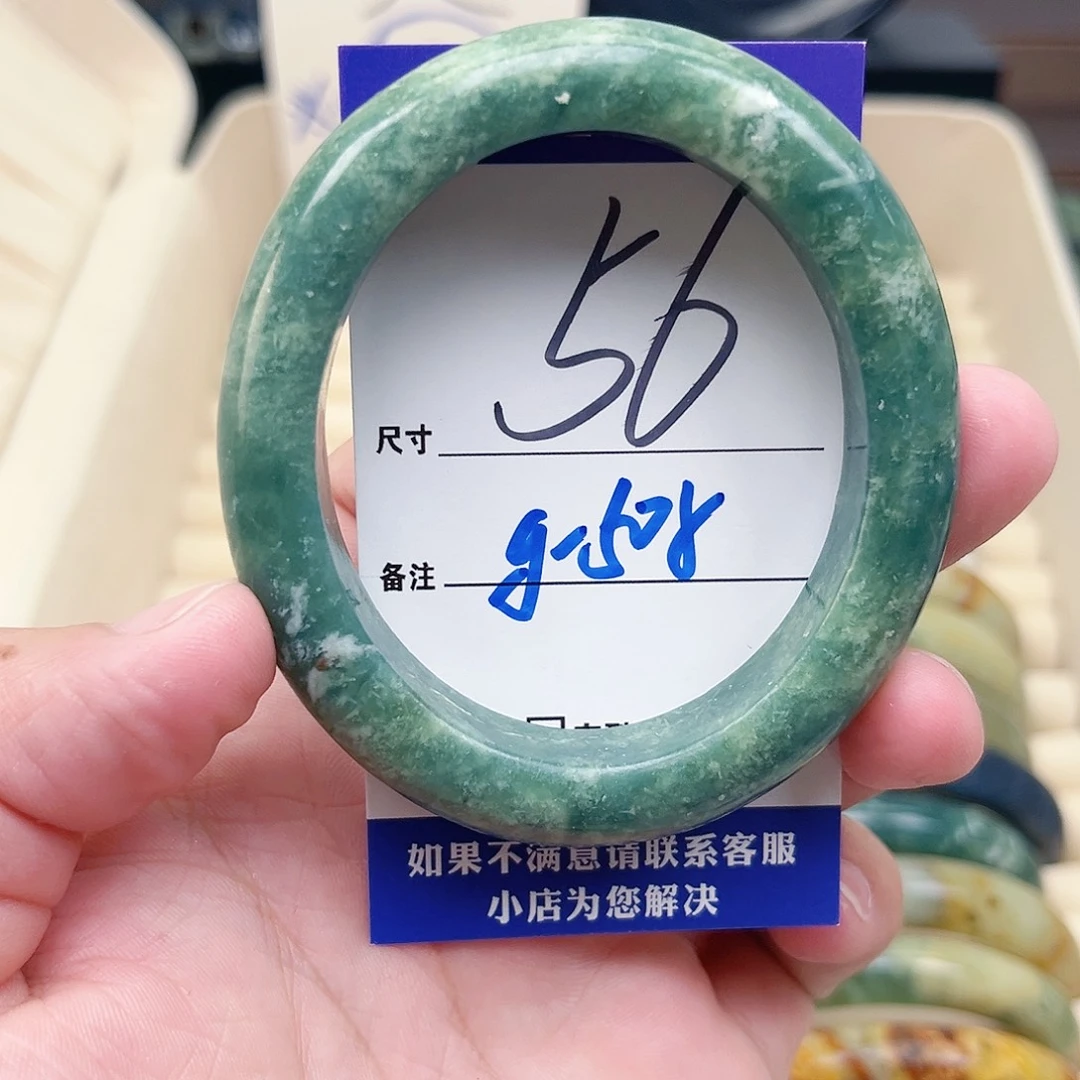 56
尺寸
g-508
备注
如果不满意请联系客服
小店为您解决